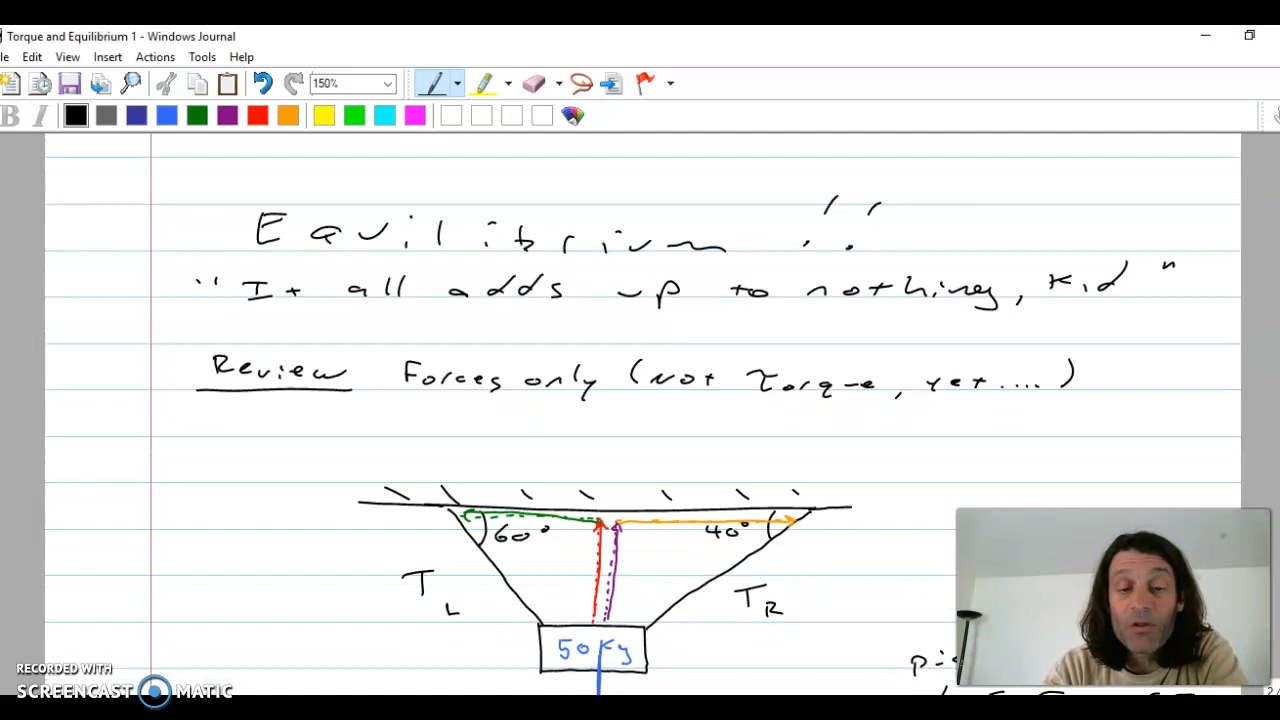 Torque and Equilibrium 1 - Windows Journal
le Edit View Insert Actions Tools Help
150%
B I
Equilibrium
"It all adds up to nothing, kid"
Review Forces only (Not Torque, yet....)
60° 40°
T L T R
50 Kg
RECORDED WITH
SCREENCAST MATIC